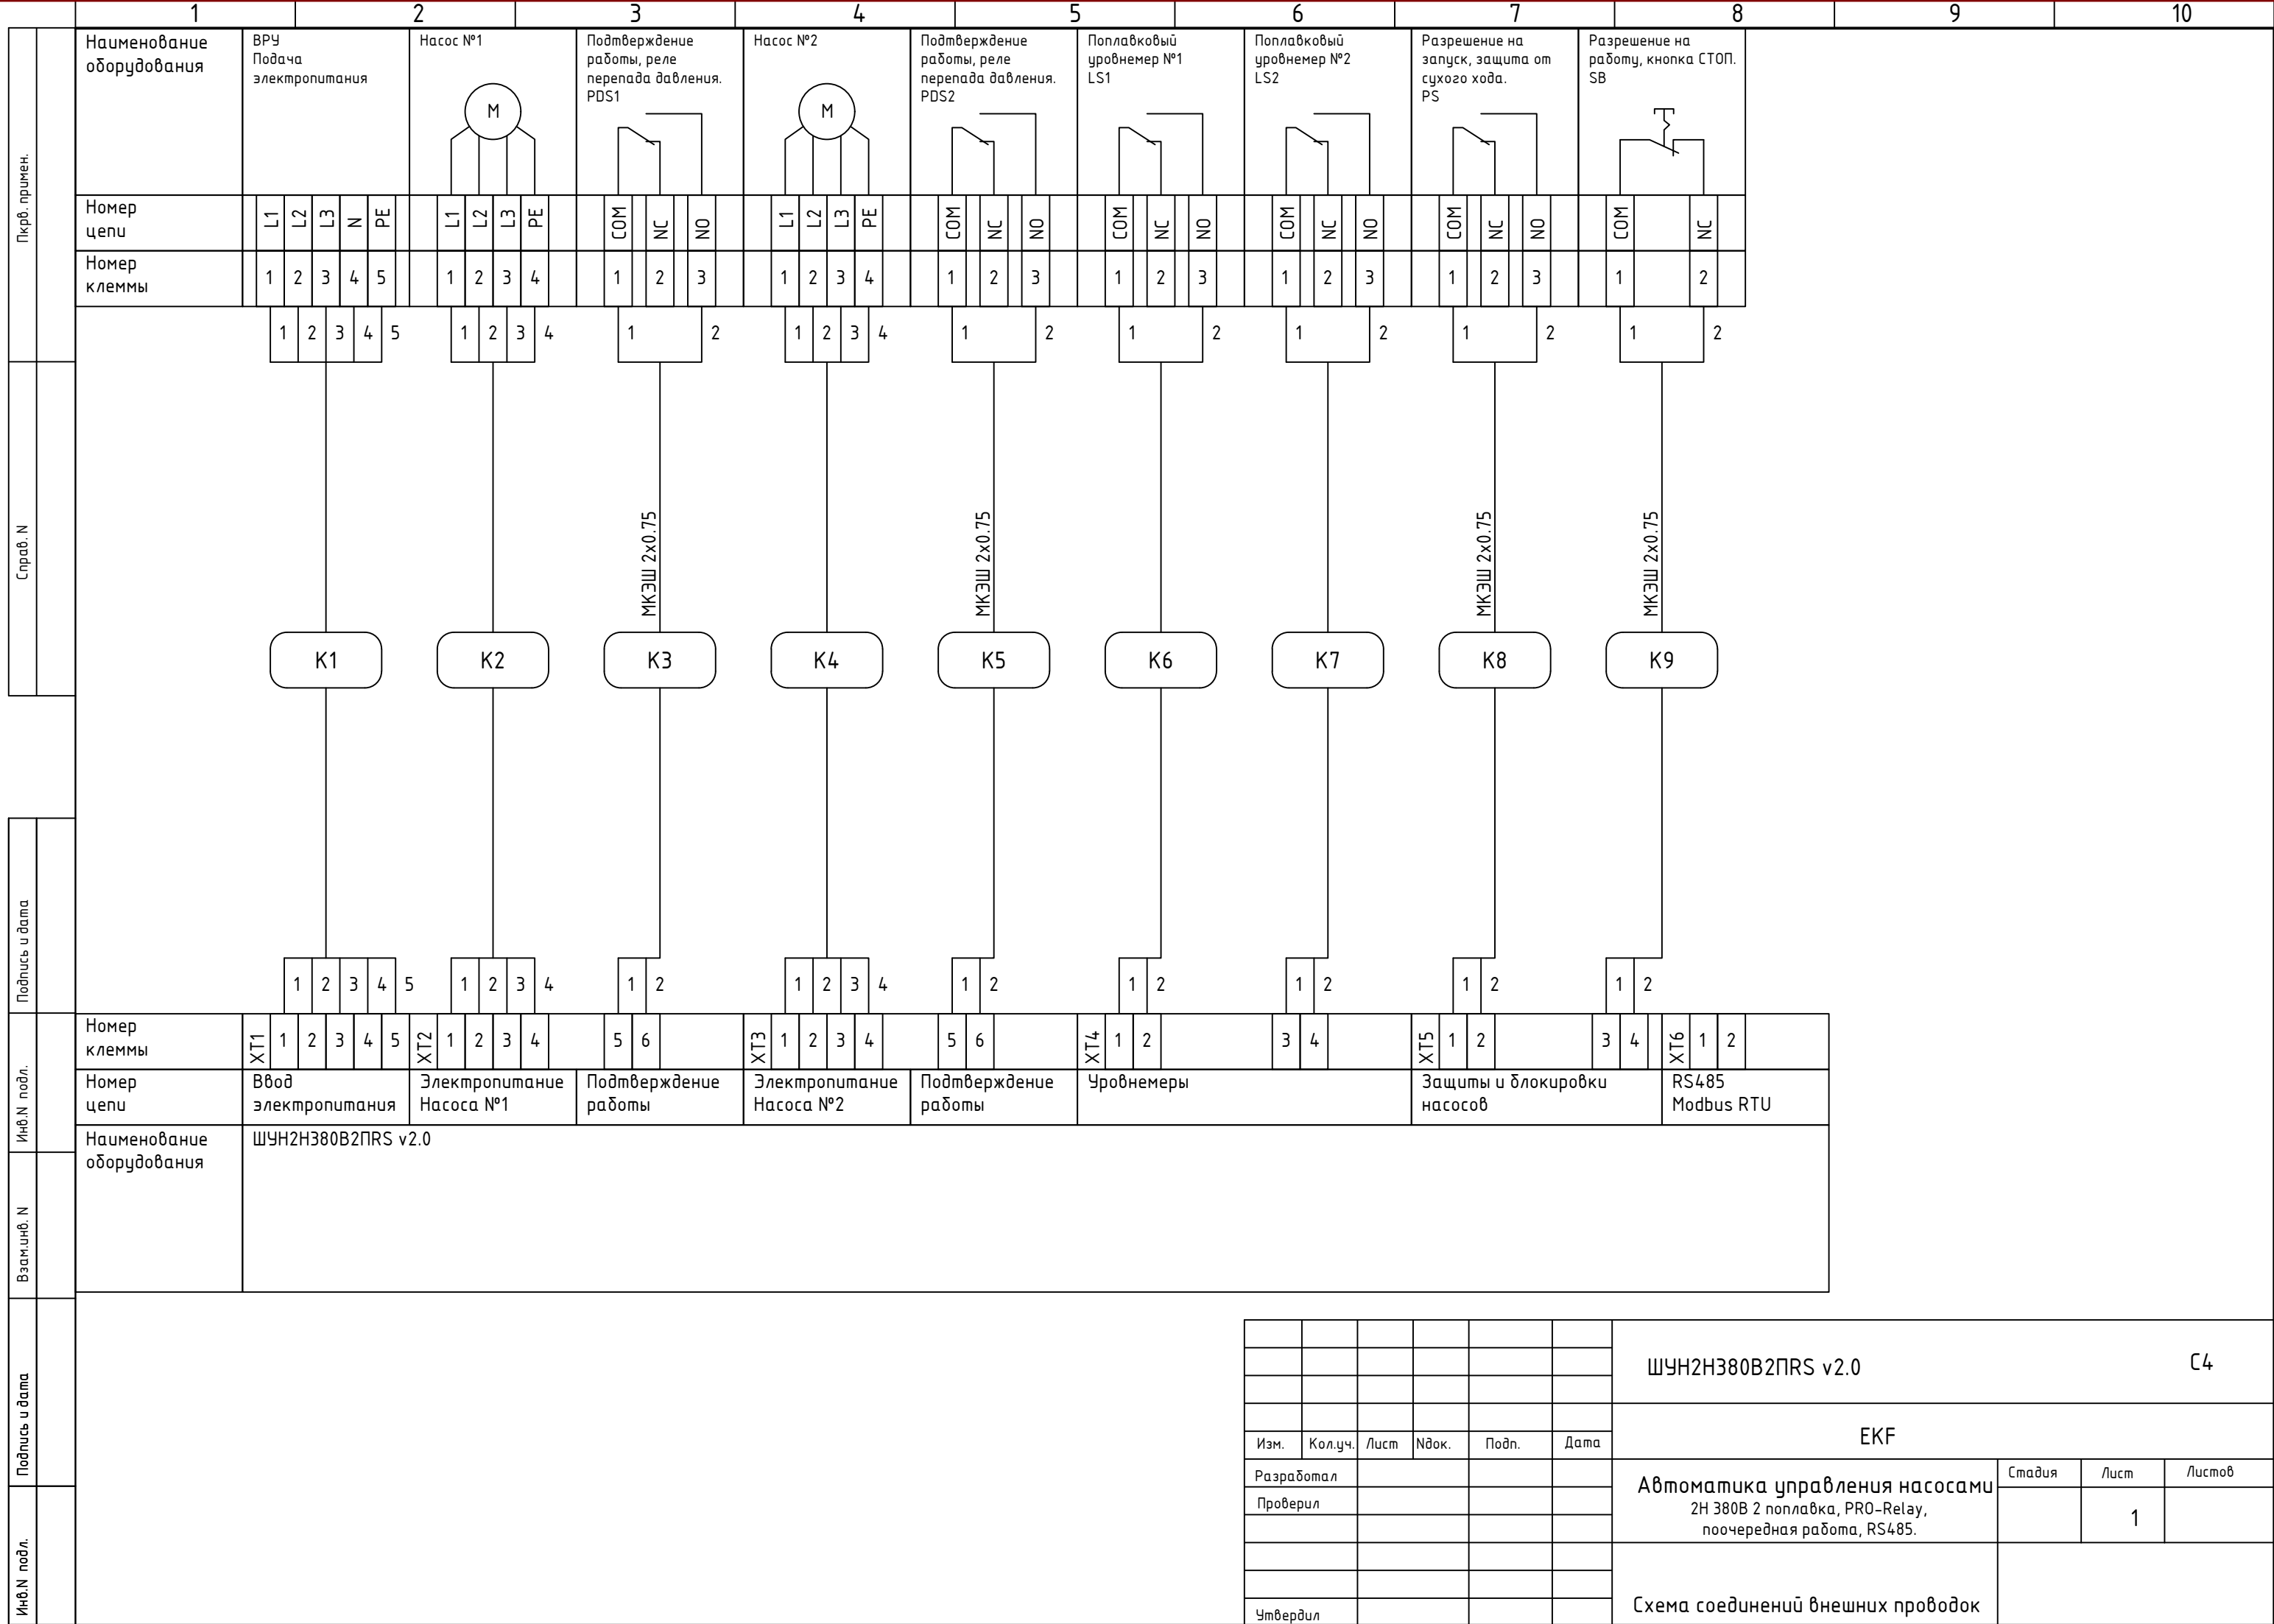 1 2 3 4 5 6 7 8 9 10
Наименование
оборудования
ВРУ
Подача
электропитания
Насос №1
M
Подтверждение
работы, реле
перепада давления.
PDS1
Насос №2
M
Подтверждение
работы, реле
перепада давления.
PDS2
Поплавковый
уровнемер №1
LS1
Поплавковый
уровнемер №2
LS2
Разрешение на
запуск, защита от
сухого хода.
PS
Разрешение на
работу, кнопка СТОП.
SB
Номер
цепи
L1 L2 L3 N PE L1 L2 L3 PE COM NC NO L1 L2 L3 PE COM NC NO COM NC NO COM NC NO COM NC NO COM NC
Номер
клеммы
1 2 3 4 5 1 2 3 4 1 2 3 1 2 3 4 1 2 3 1 2 3 1 2 3 1 2 3 1 2
1 2 3 4 5 1 2 3 4 1 2 1 2 3 4 1 2 1 2 1 2 1 2 1 2
МКЭШ 2x0.75 МКЭШ 2x0.75 МКЭШ 2x0.75 МКЭШ 2x0.75
К1 К2 К3 К4 К5 К6 К7 К8 К9
1 2 3 4 5 1 2 3 4 1 2 1 2 3 4 1 2 1 2 1 2 1 2 1 2
Номер
клеммы
XT1 1 2 3 4 5 XT2 1 2 3 4 5 6 XT3 1 2 3 4 5 6 XT4 1 2 3 4 XT5 1 2 3 4 XT6 1 2
Номер
цепи
Ввод
электропитания
Электропитание
Насоса №1
Подтверждение
работы
Электропитание
Насоса №2
Подтверждение
работы
Уровнемеры
Защиты и блокировки
насосов
RS485
Modbus RTU
Наименование
оборудования
ШУН2Н380В2ПRS v2.0
Пкрв. примен.
Справ. N
Подпись и дата
Инв.N подл.
Взам.инв. N
Подпись и дата
Инв.N подл.
ШУН2Н380В2ПRS v2.0
С4
EKF
Изм. Кол.уч. Лист Nдок. Подп. Дата
Разработал
Проверил
Утвердил
Автоматика управления насосами
2Н 380В 2 поплавка, PRO-Relay,
поочередная работа, RS485.
Стадия Лист Листов
1
Схема соединений внешних проводок